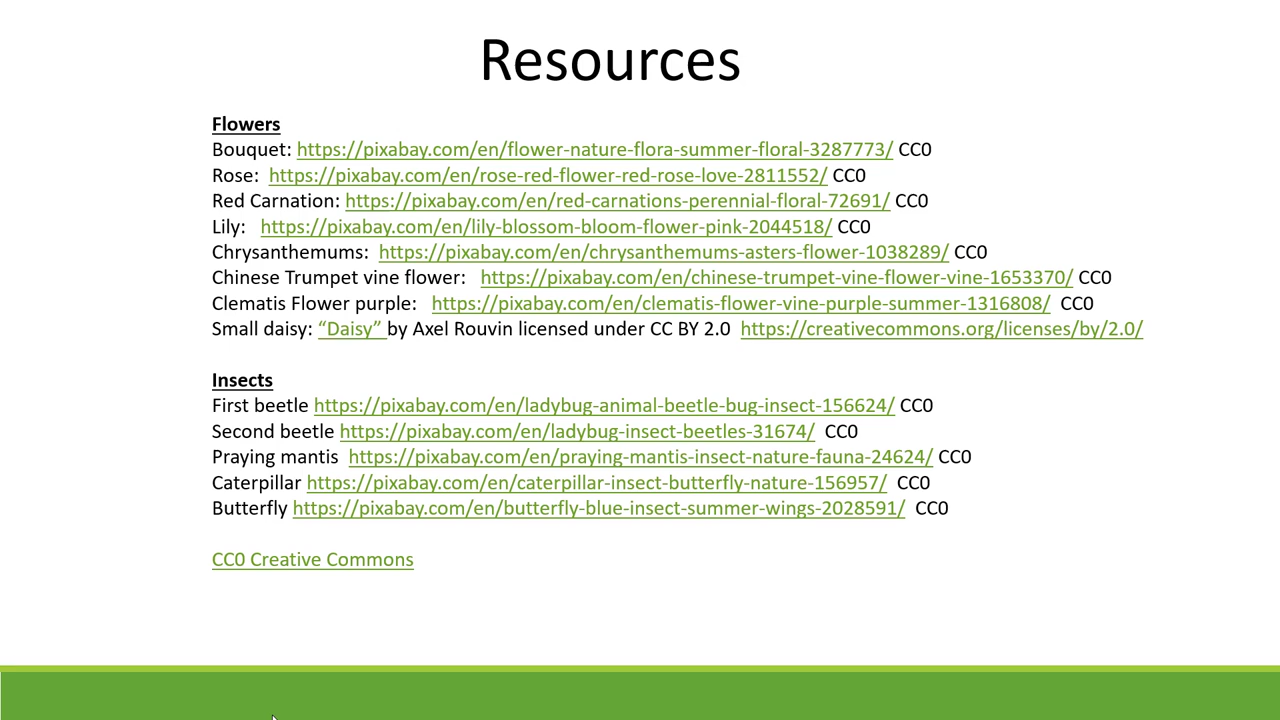 Resources
Flowers
Bouquet: https://pixabay.com/en/flower-nature-flora-summer-floral-3287773/ CC0
Rose: https://pixabay.com/en/rose-red-flower-red-rose-love-2811552/ CC0
Red Carnation: https://pixabay.com/en/red-carnations-perennial-floral-72691/ CC0
Lily: https://pixabay.com/en/lily-blossom-bloom-flower-pink-2044518/ CC0
Chrysanthemums: https://pixabay.com/en/chrysanthemums-asters-flower-1038289/ CC0
Chinese Trumpet vine flower: https://pixabay.com/en/chinese-trumpet-vine-flower-vine-1653370/ CC0
Clematis Flower purple: https://pixabay.com/en/clematis-flower-vine-purple-summer-1316808/ CC0
Small daisy: “Daisy” by Axel Rouvin licensed under CC BY 2.0 https://creativecommons.org/licenses/by/2.0/
Insects
First beetle https://pixabay.com/en/ladybug-animal-beetle-bug-insect-156624/ CC0
Second beetle https://pixabay.com/en/ladybug-insect-beetles-31674/ CC0
Praying mantis https://pixabay.com/en/praying-mantis-insect-nature-fauna-24624/ CC0
Caterpillar https://pixabay.com/en/caterpillar-insect-butterfly-nature-156957/ CC0
Butterfly https://pixabay.com/en/butterfly-blue-insect-summer-wings-2028591/ CC0
CC0 Creative Commons